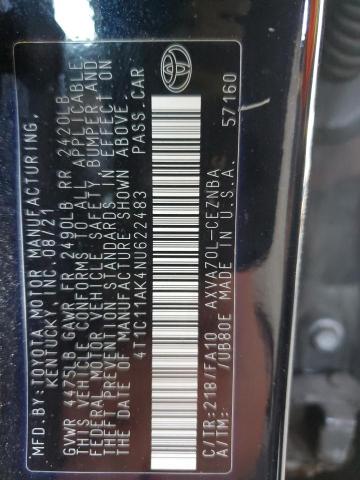 MFD.BY: TOYOTA MOTOR MANUFACTURING,
KENTUCKY, INC. 08/21
GVWR 4475LB GAWR FR 2490LB RR 2420LB
THIS VEHICLE CONFORMS TO ALL APPLICABLE
FEDERAL MOTOR VEHICLE SAFETY BUMPER AND
THEFT PREVENTION STANDARDS IN EFFECT ON
THE DATE OF MANUFACTURE SHOWN ABOVE.
4T1C11AK4NU622483 PASS.CAR
C/TR:218 /FA10 AXVA70L-CEZNBA
A/TM: /UB80E MADE IN U.S.A.
57160